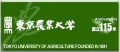 東京農業大学
Anniversary
創立115年
TOKYO UNIVERSITY OF AGRICULTURE FOUNDED IN 1891